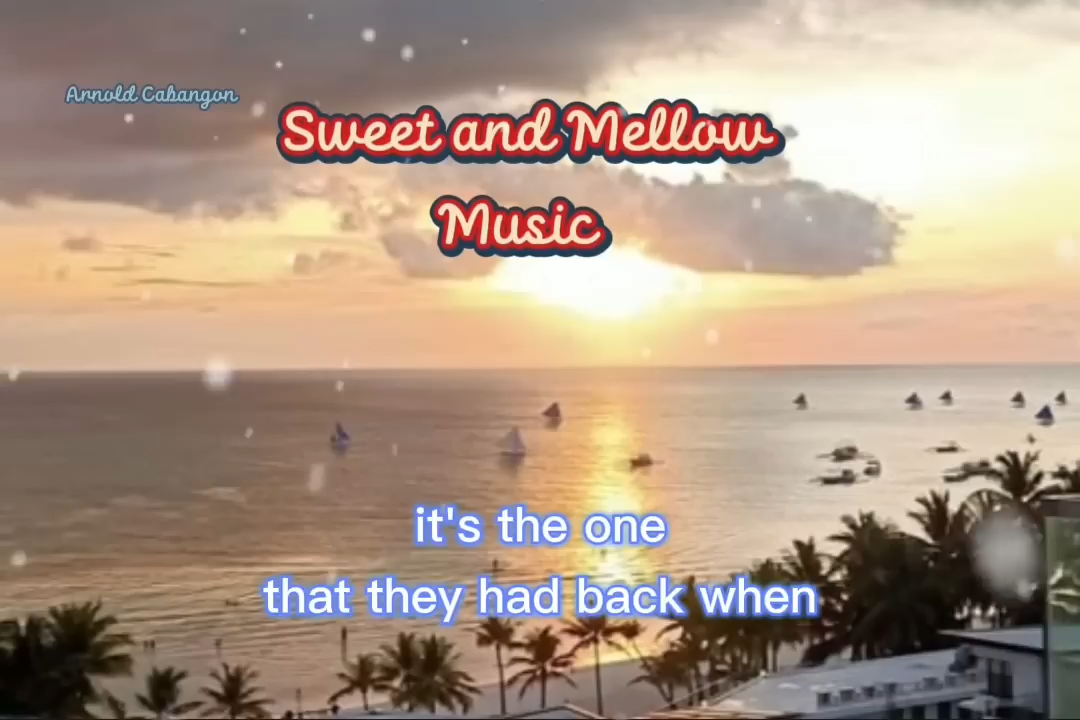 Arnold Cabangon
Sweet and Mellow
Music
it's the one
that they had back when